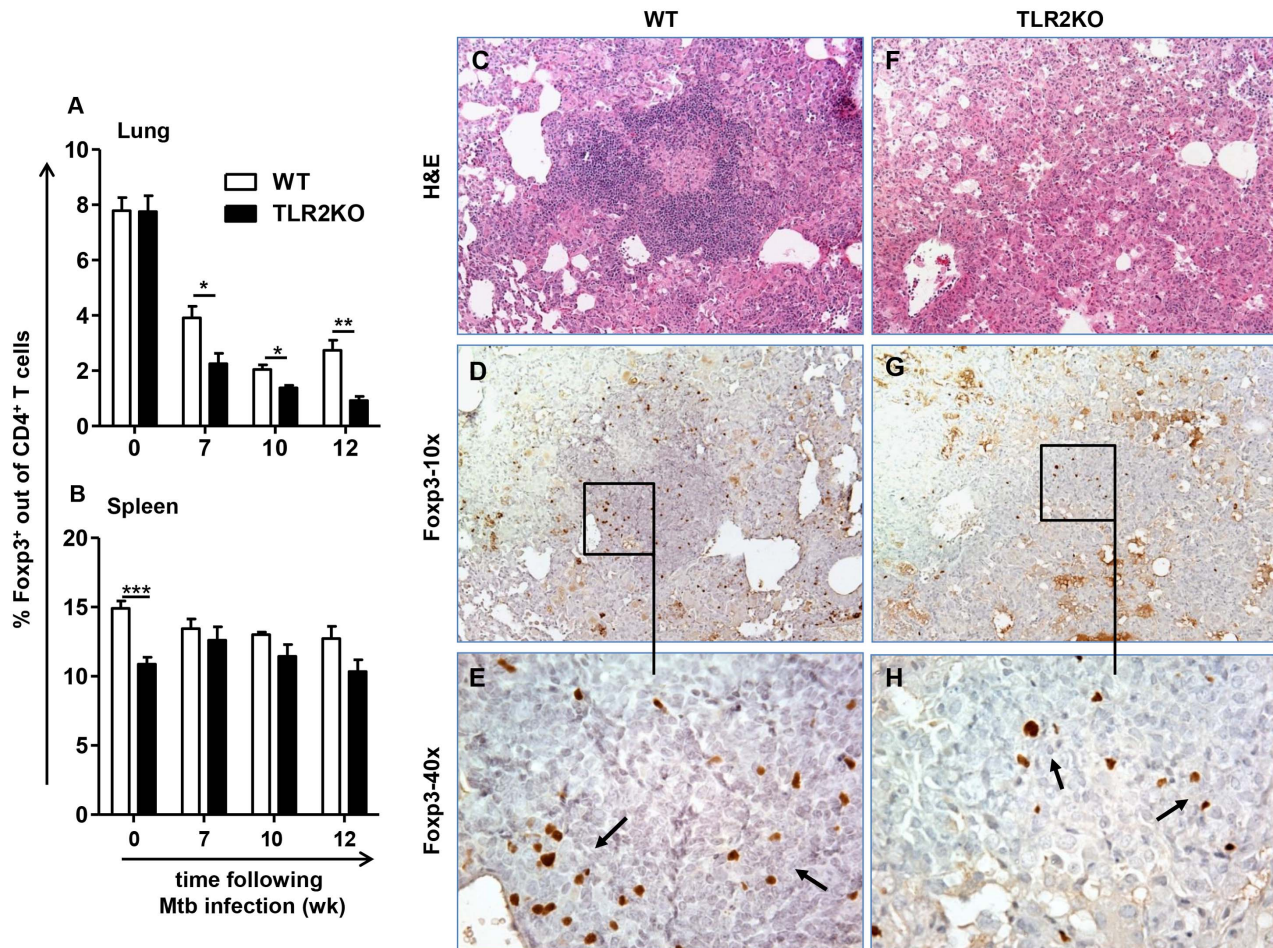 WT
TLR2KO
A
Lung
10
8
6
4
2
0
WT
TLR2KO
*
*
**
0
7
10
12
% Foxp3⁺ out of CD4⁺ T cells
B
Spleen
20
15
10
5
0
***
0
7
10
12
time following
Mtb infection (wk)
H&E
C
F
Foxp3-10x
D
G
Foxp3-40x
E
H